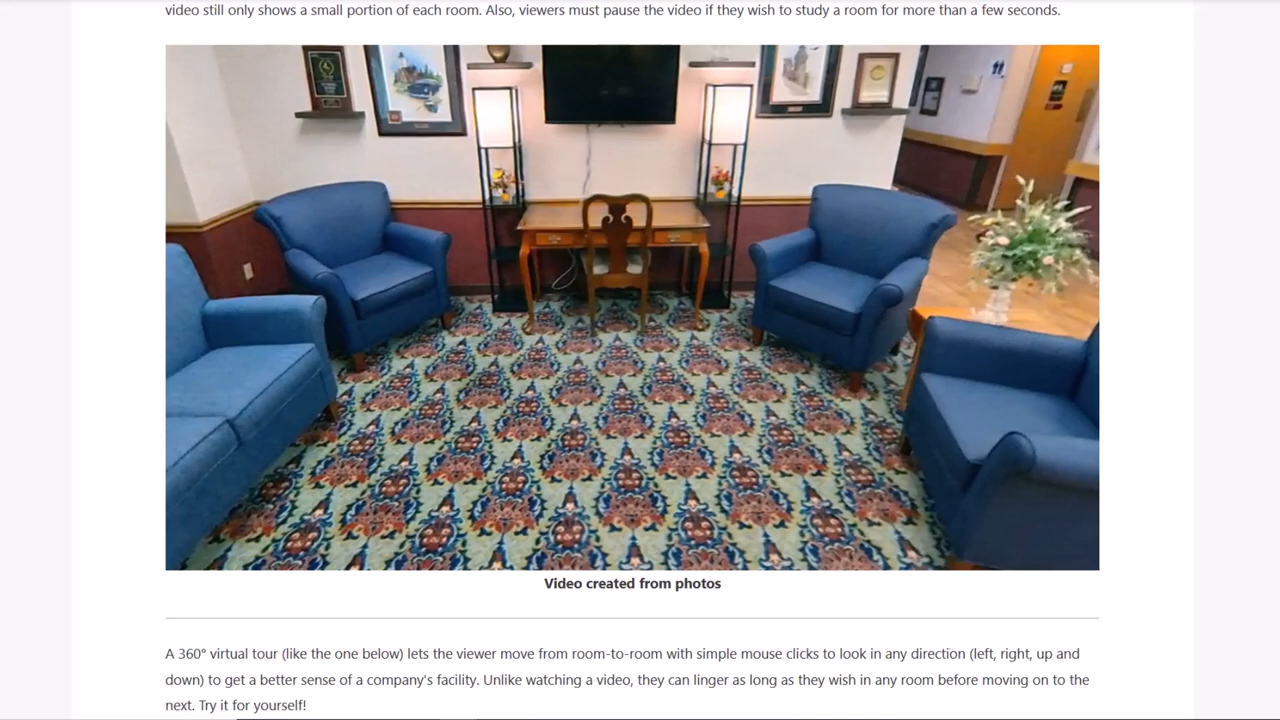 video still only shows a small portion of each room. Also, viewers must pause the video if they wish to study a room for more than a few seconds.
Video created from photos
A 360° virtual tour (like the one below) lets the viewer move from room-to-room with simple mouse clicks to look in any direction (left, right, up and
down) to get a better sense of a company's facility. Unlike watching a video, they can linger as long as they wish in any room before moving on to the
next. Try it for yourself!